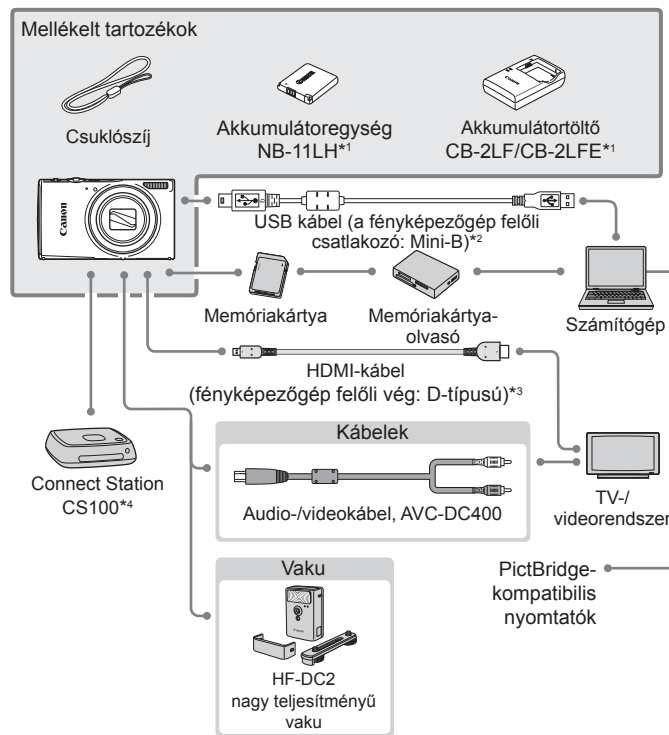 Mellékelt tartozékok
Csuklószíj
Akkumulátoregység
NB-11LH*1
Akkumulátortöltő
CB-2LF/CB-2LFE*1
Canon
USB kábel (a fényképezőgép felőli
csatlakozó: Mini-B)*2
Memóriakártya
Memóriakártya-
olvasó
Számítógép
HDMI-kábel
(fényképezőgép felőli vég: D-típusú)*3
Connect Station
CS100*4
Kábelek
Audio-/videokábel, AVC-DC400
TV-/
videorendszer
Vaku
HF-DC2
nagy teljesítményű
vaku
PictBridge-
kompatibilis
nyomtatók